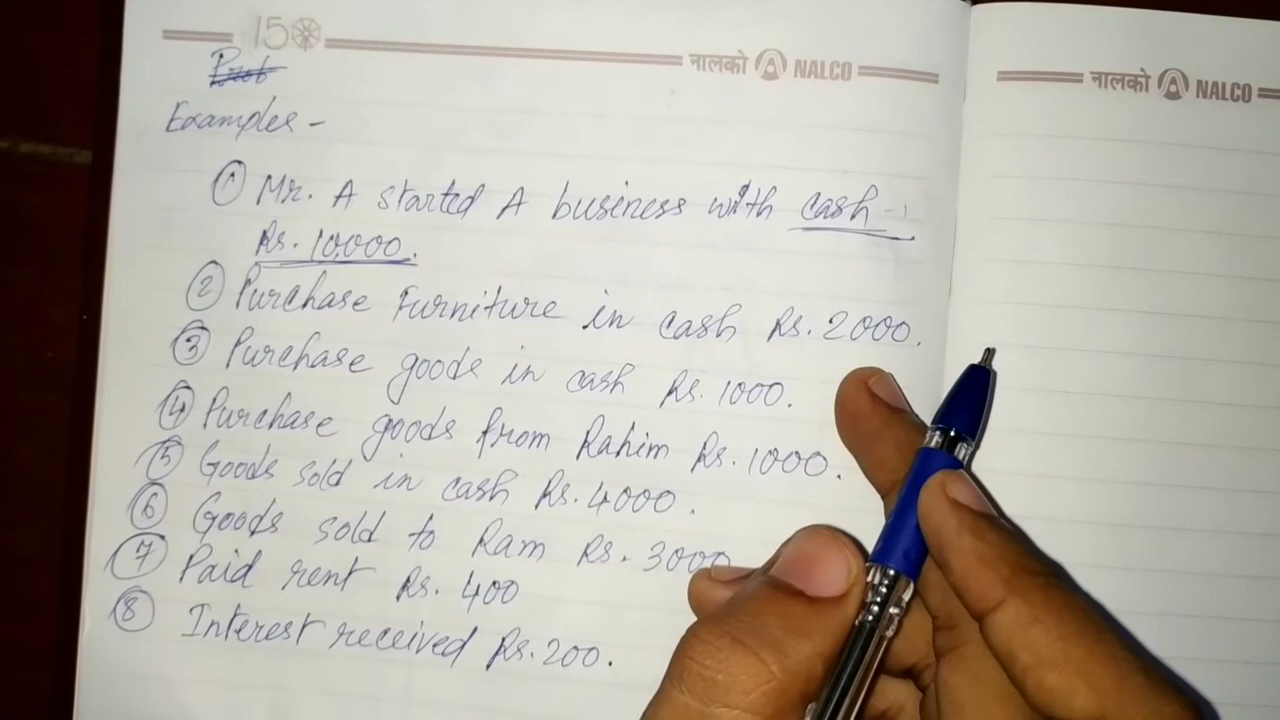 150
नालको NALCO
नालको NALCO
Examples -
① Mr. A started A business with cash -
Rs. 10,000.
② Purchase Furniture in cash Rs. 2000.
③ Purchase goods in cash Rs. 1000.
④ Purchase goods from Rahim Rs. 1000.
⑤ Goods sold in cash Rs. 4000.
⑥ Goods sold to Ram Rs. 3000
⑦ Paid rent Rs. 400
⑧ Interest received Rs. 200.